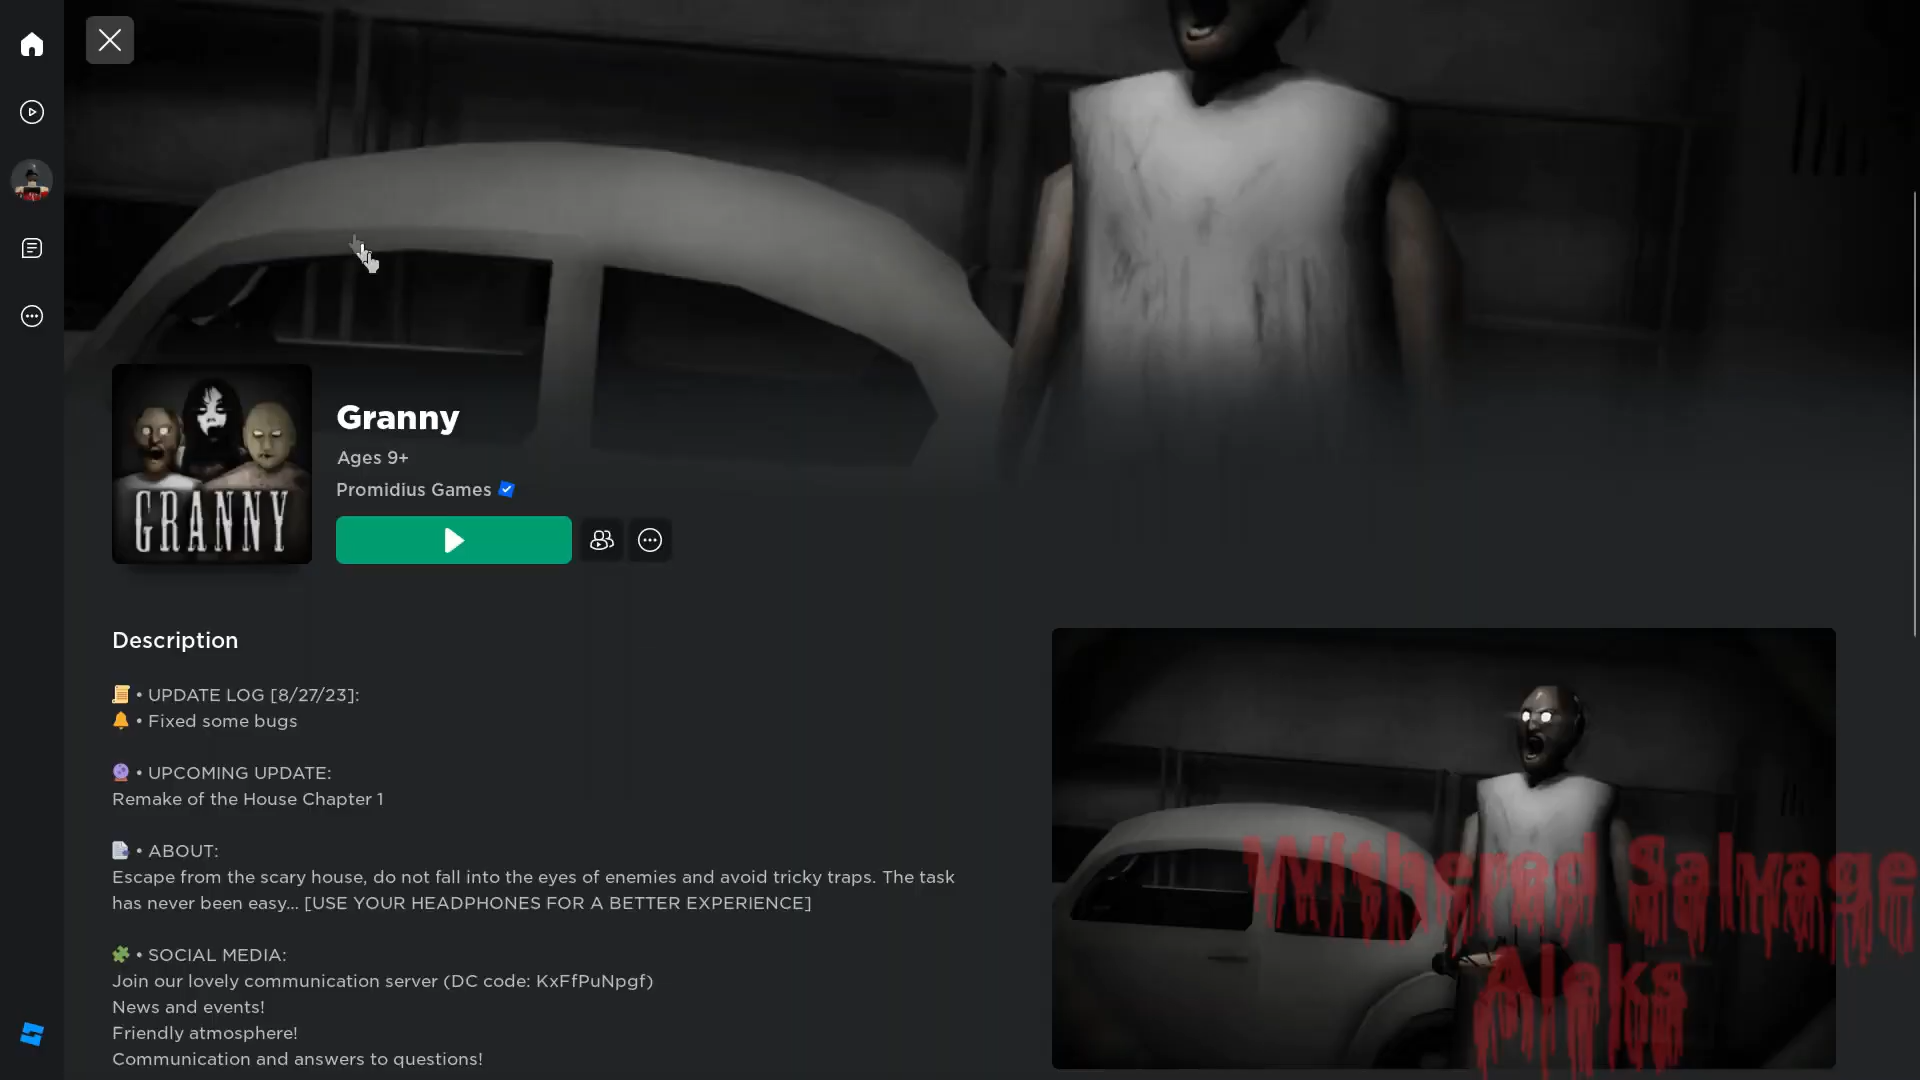 Granny
Ages 9+
Promidius Games
GRANNY
Description
📜 • UPDATE LOG [8/27/23]:
🔔 • Fixed some bugs
🔮 • UPCOMING UPDATE:
Remake of the House Chapter 1
📄 • ABOUT:
Escape from the scary house, do not fall into the eyes of enemies and avoid tricky traps. The task
has never been easy... [USE YOUR HEADPHONES FOR A BETTER EXPERIENCE]
🧩 • SOCIAL MEDIA:
Join our lovely communication server (DC code: KxFfPuNpgf)
News and events!
Friendly atmosphere!
Communication and answers to questions!
Withered Salvage
Aleks